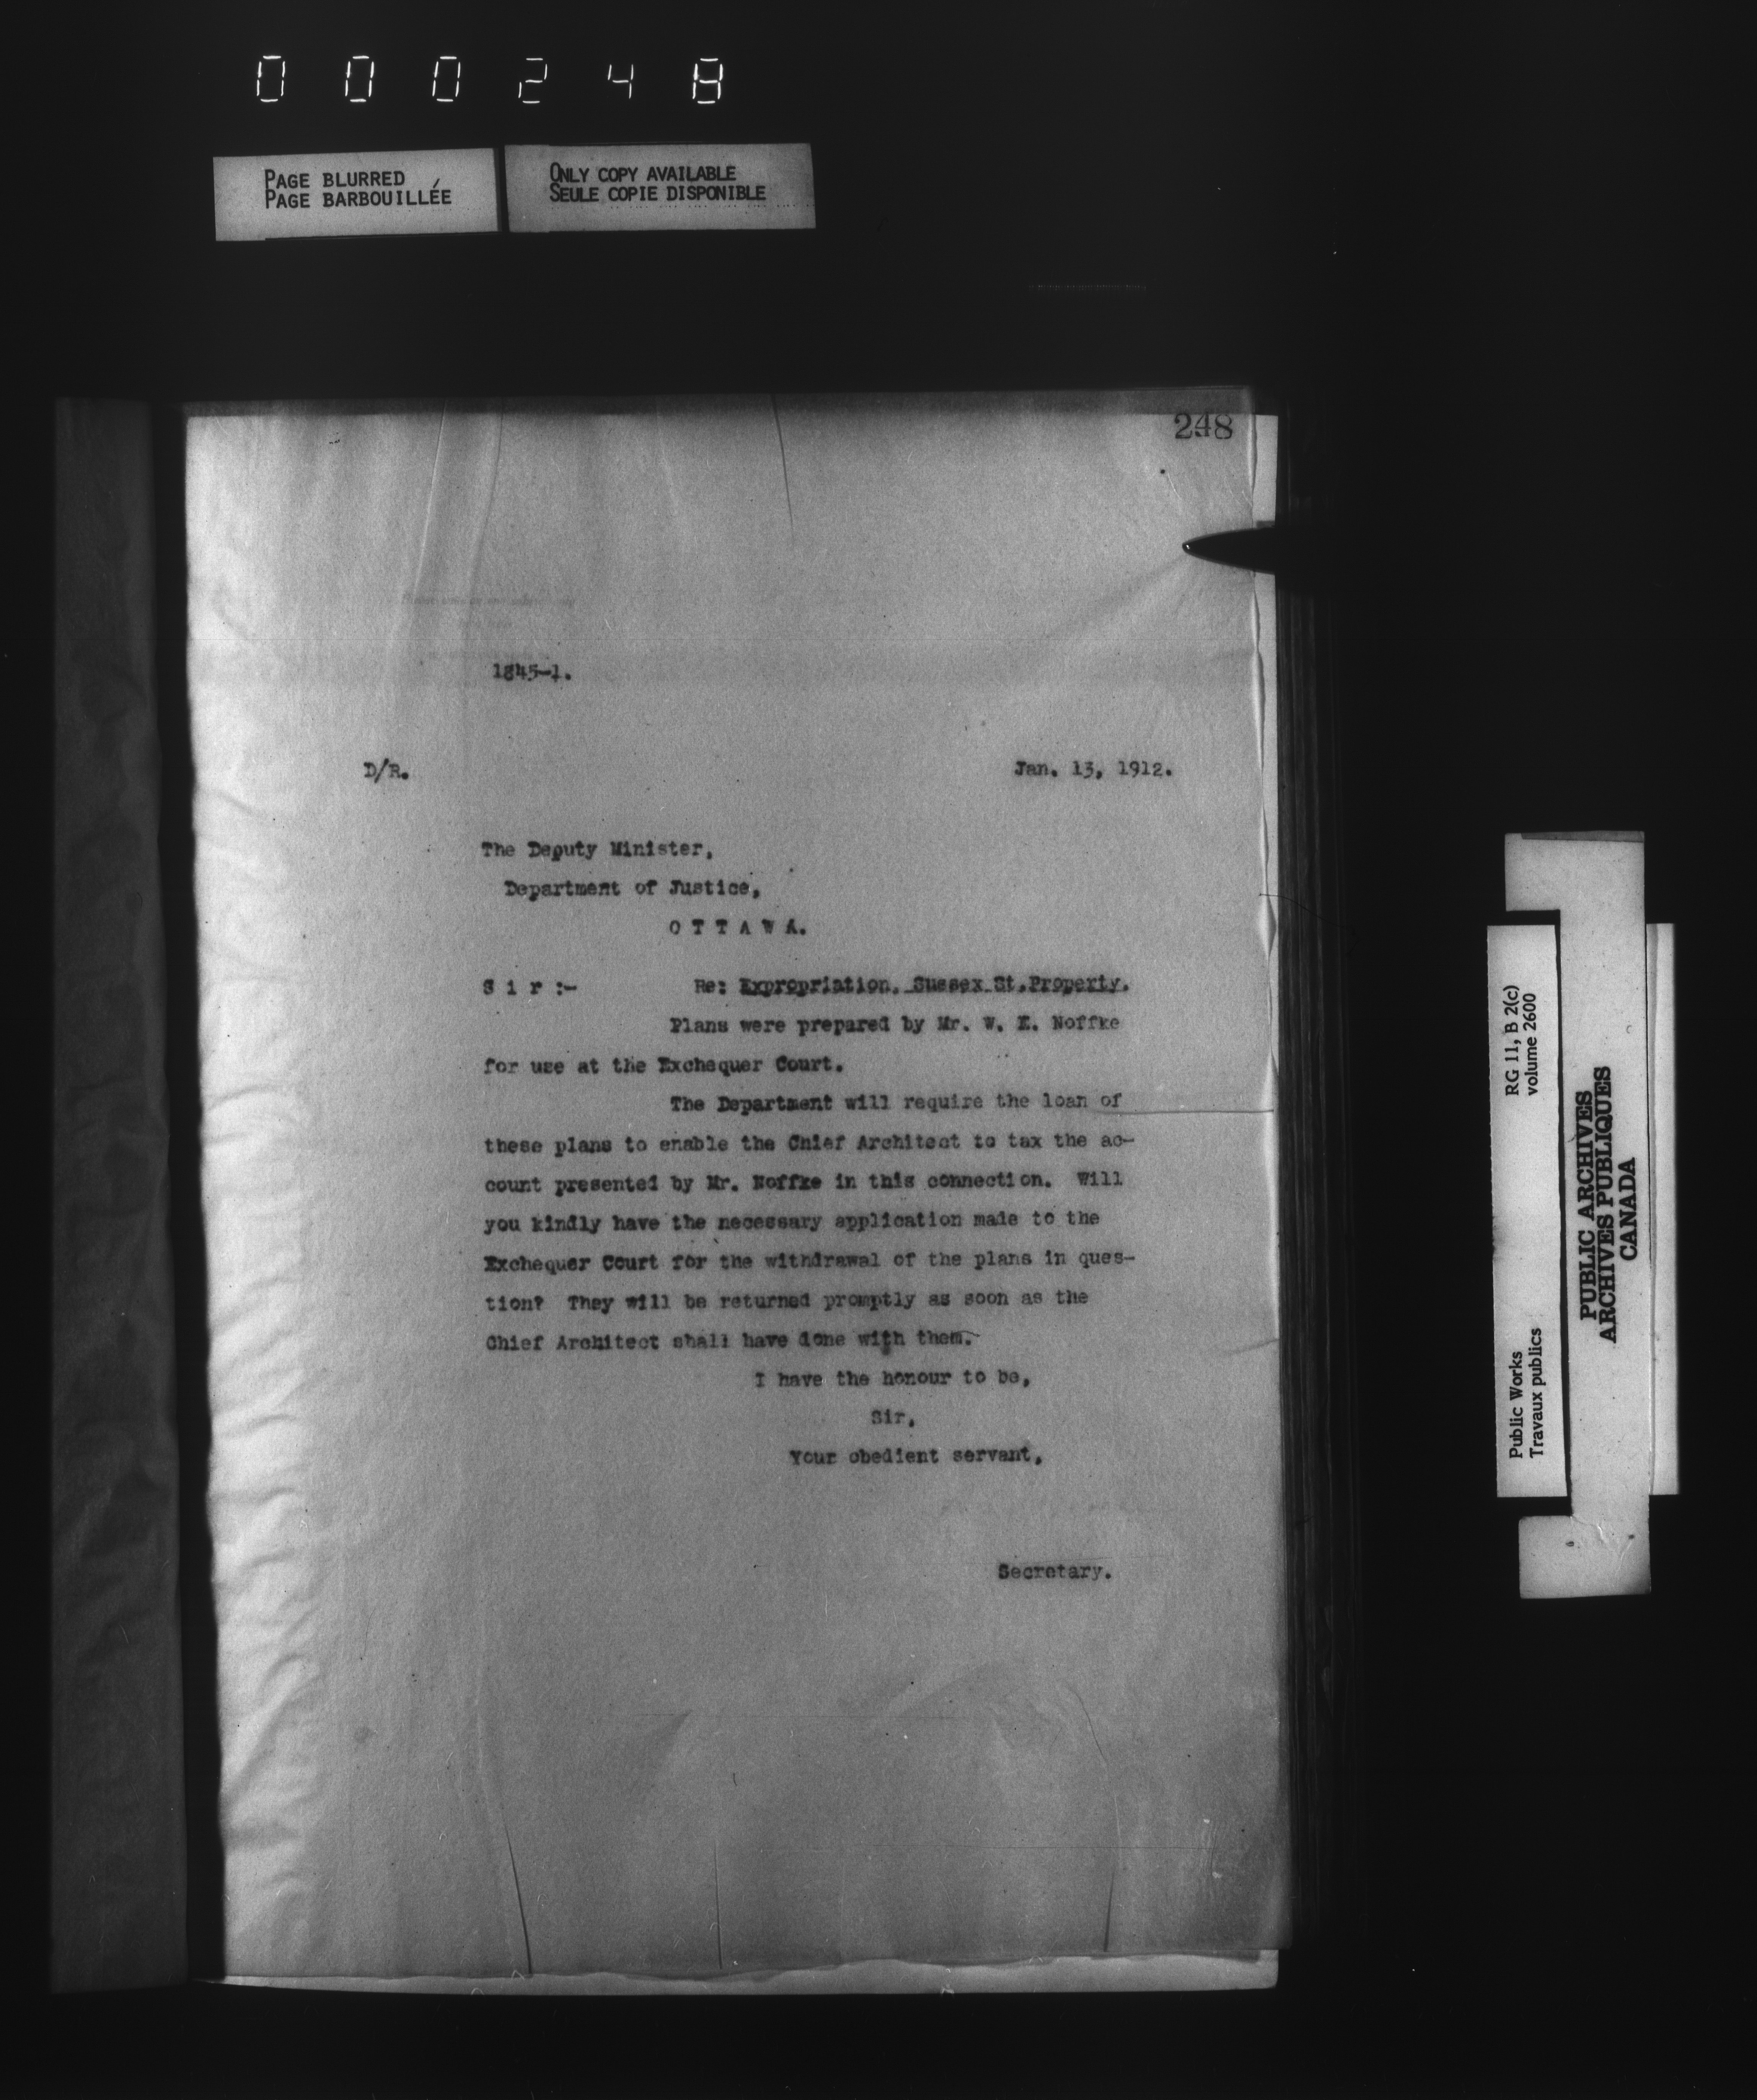 000248
PAGE BLURRED
PAGE BARBOUILLÉE
ONLY COPY AVAILABLE
SEULE COPIE DISPONIBLE
248
1845-1.
D/R.
Jan. 13, 1912.
The Deputy Minister,
Department of Justice,
O T T A W A.
S i r :- Re: Expropriation, Sussex St. Property.
Plans were prepared by Mr. W. E. Noffke
for use at the Exchequer Court.
The Department will require the loan of
these plans to enable the Chief Architect to tax the ac-
count presented by Mr. Noffke in this connection. Will
you kindly have the necessary application made to the
Exchequer Court for the withdrawal of the plans in ques-
tion? They will be returned promptly as soon as the
Chief Architect shall have done with them.
I have the honour to be,
Sir,
Your obedient servant,
Secretary.
Public Works
Travaux publics
RG 11, B 2(c)
volume 2600
PUBLIC ARCHIVES
ARCHIVES PUBLIQUES
CANADA